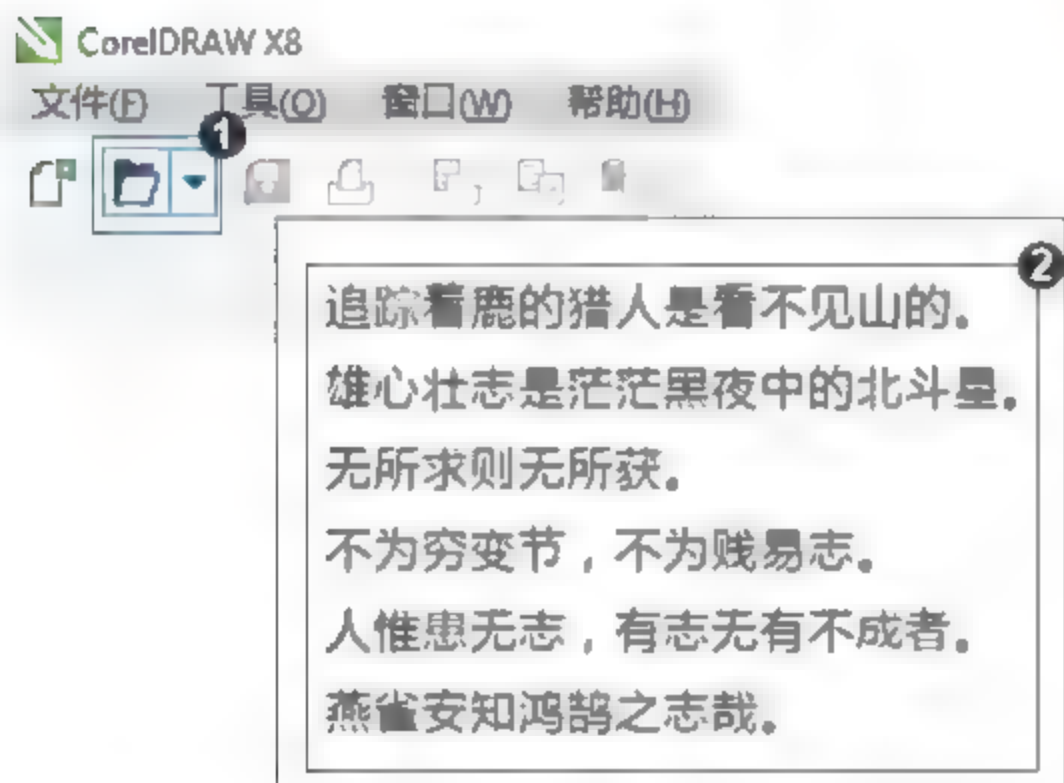 CorelDRAW X8
文件(F) 工具(O) 窗口(W) 帮助(H)
1
2
追踪着鹿的猎人是看不见山的。
雄心壮志是茫茫黑夜中的北斗星。
无所求则无所获。
不为穷变节，不为贱易志。
人惟患无志，有志无有不成者。
燕雀安知鸿鹄之志哉。